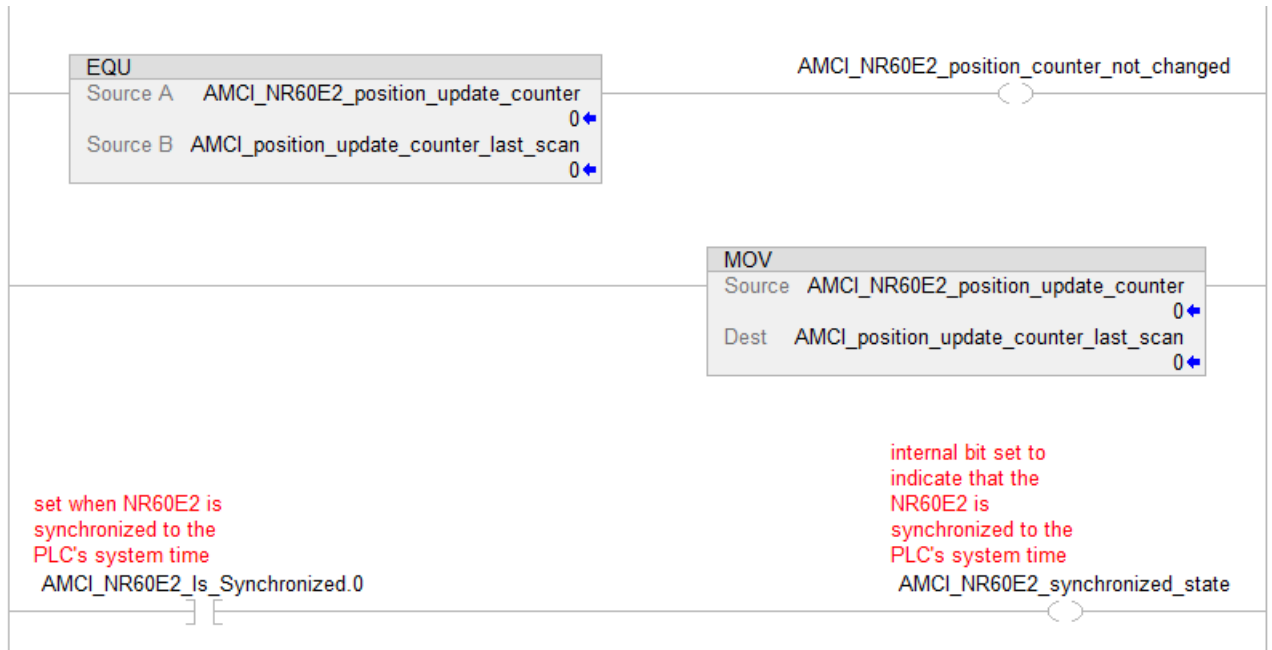 EQU
AMCI_NR60E2_position_counter_not_changed
Source A AMCI_NR60E2_position_update_counter
0
Source B AMCI_position_update_counter_last_scan
0
MOV
Source AMCI_NR60E2_position_update_counter
0
Dest AMCI_position_update_counter_last_scan
0
set when NR60E2 is
synchronized to the
PLC's system time
AMCI_NR60E2_Is_Synchronized.0
internal bit set to
indicate that the
NR60E2 is
synchronized to the
PLC's system time
AMCI_NR60E2_synchronized_state